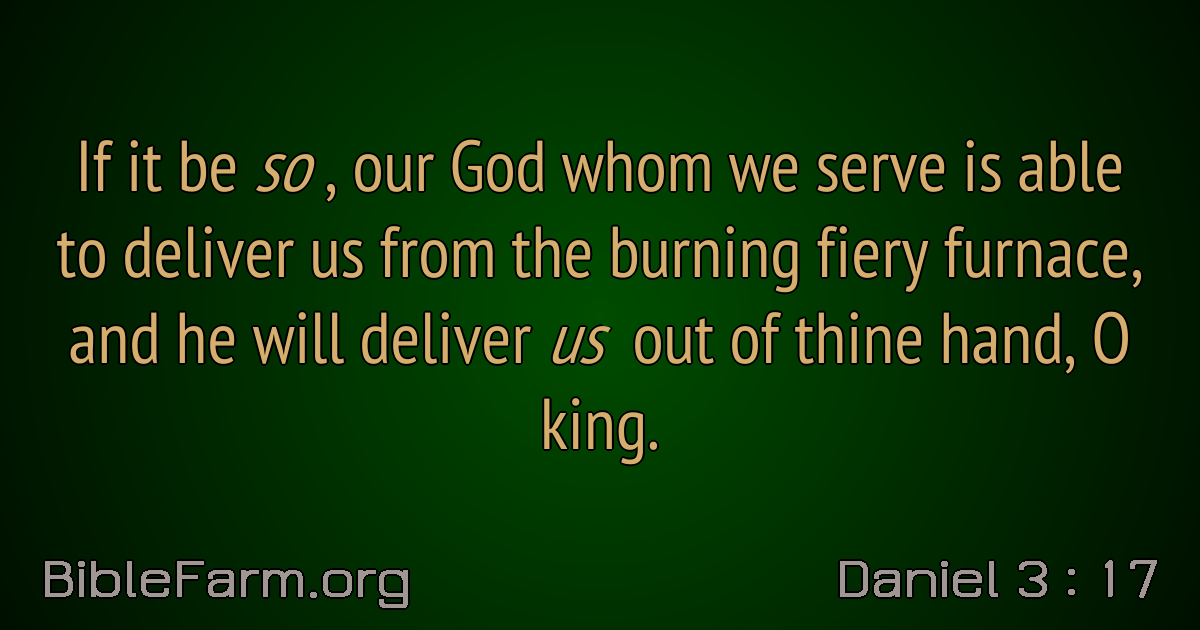 If it be so , our God whom we serve is able
to deliver us from the burning fiery furnace,
and he will deliver us out of thine hand, O
king.
BibleFarm.org
Daniel 3 : 17